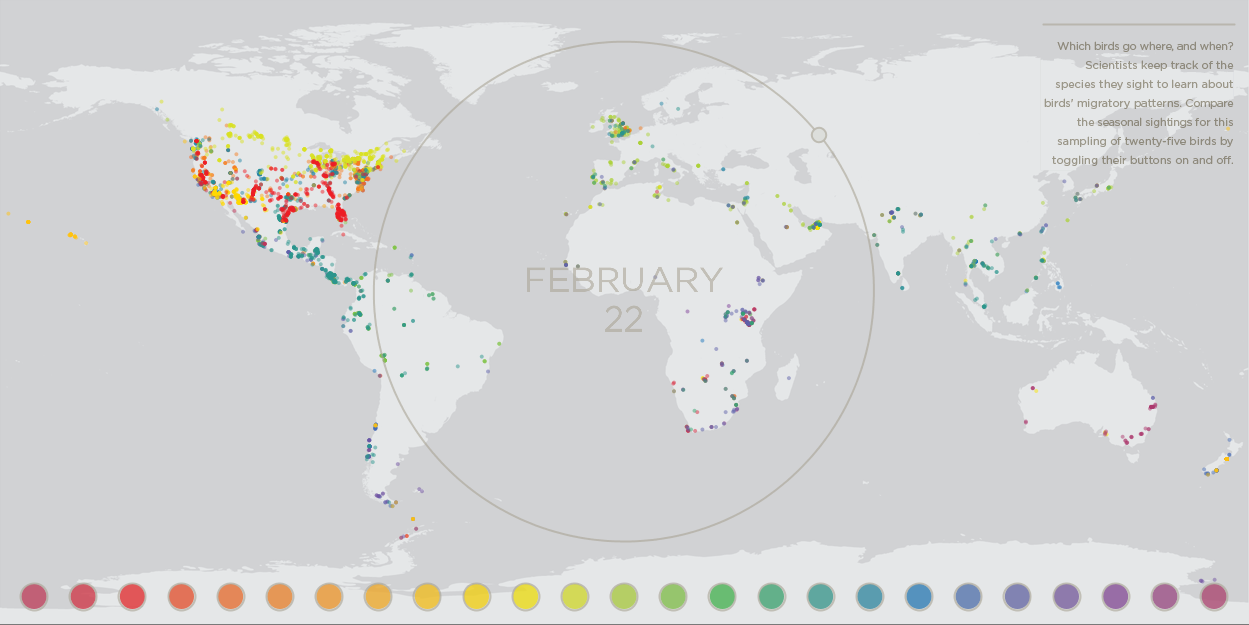 Which birds go where, and when?
Scientists keep track of the
species they sight to learn about
birds' migratory patterns. Compare
the seasonal sightings for this
sampling of twenty-five birds by
toggling their buttons on and off.
FEBRUARY
22